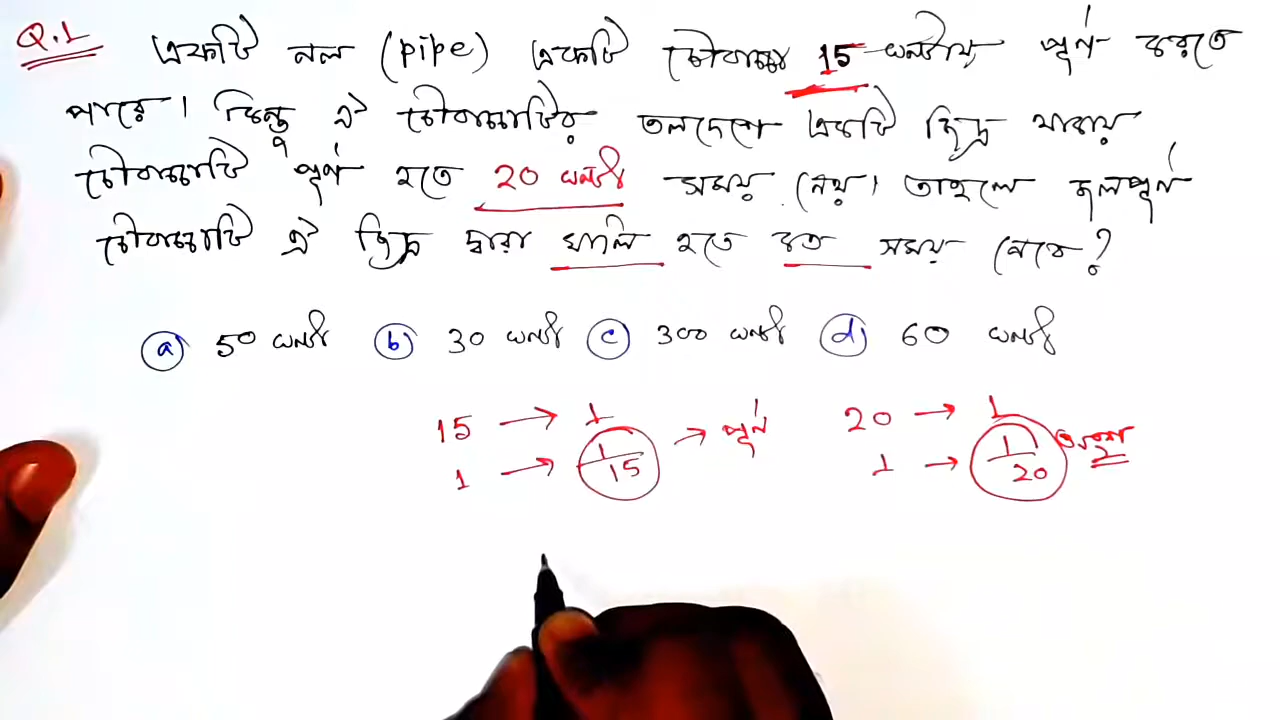 Q.1 একটি নল (pipe) একটি চৌবাচ্চা 15 ঘন্টায় পূর্ণ করতে
পারে। কিন্তু ঐ চৌবাচ্চাটির তলদেশে একটি ছিদ্র থাকায়
চৌবাচ্চাটি পূর্ণ হতে 20 ঘন্টা সময় নেয়। তাহলে জলপূর্ণ
চৌবাচ্চাটি ঐ ছিদ্র দ্বারা খালি হতে কত সময় নেবে?
(a) 50 ঘন্টা (b) 30 ঘন্টা (c) 300 ঘন্টা (d) 60 ঘন্টা
15 → 1
1 → 1/15 → পূর্ণ
20 → 1
1 → 1/20 অংশ